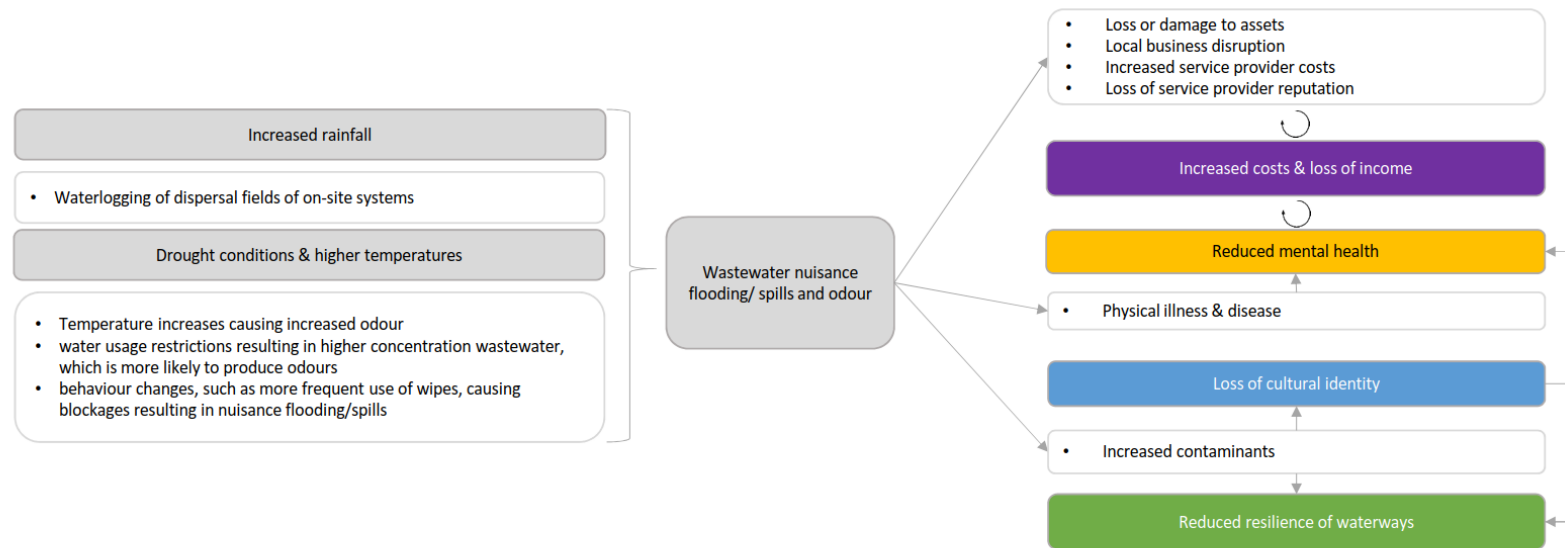 Increased rainfall
• Waterlogging of dispersal fields of on-site systems
Drought conditions & higher temperatures
• Temperature increases causing increased odour
• water usage restrictions resulting in higher concentration wastewater,
which is more likely to produce odours
• behaviour changes, such as more frequent use of wipes, causing
blockages resulting in nuisance flooding/spills
Wastewater nuisance
flooding/ spills and odour
• Loss or damage to assets
• Local business disruption
• Increased service provider costs
• Loss of service provider reputation
Increased costs & loss of income
Reduced mental health
• Physical illness & disease
Loss of cultural identity
• Increased contaminants
Reduced resilience of waterways